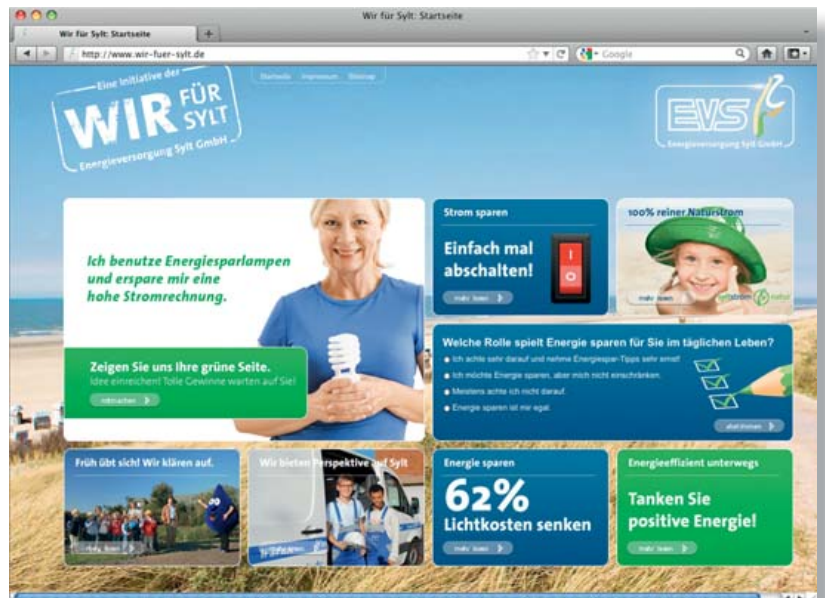 Wir für Sylt: Startseite
Wir für Sylt: Startseite
http://www.wir-fuer-sylt.de
Google
Eine Initiative der
WIR FÜR SYLT
Energieversorgung Sylt GmbH
Startseite Impressum Sitemap
EVS
Energieversorgung Sylt GmbH
Ich benutze Energiesparlampen
und erspare mir eine
hohe Stromrechnung.
Zeigen Sie uns Ihre grüne Seite.
Idee einreichen! Tolle Gewinne warten auf Sie!
mitmachen
Strom sparen
Einfach mal
abschalten!
mehr lesen
100% reiner Naturstrom
mehr lesen
syltstrom natur
Welche Rolle spielt Energie sparen für Sie im täglichen Leben?
Ich achte sehr darauf und nehme Energiespar-Tipps sehr ernst!
Ich möchte Energie sparen, aber mich nicht einschränken.
Meistens achte ich nicht darauf.
Energie sparen ist mir egal.
abstimmen
Früh übt sich! Wir klären auf.
mehr lesen
Wir bieten Perspektive auf Sylt
mehr lesen
Energie sparen
62%
Lichtkosten senken
mehr lesen
Energieeffizient unterwegs
Tanken Sie
positive Energie!
mehr lesen